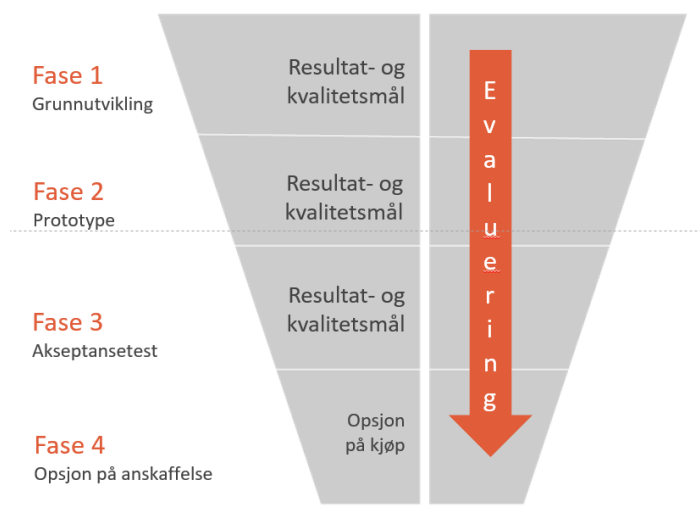 Fase 1
Grunnutvikling
Resultat- og
kvalitetsmål
Fase 2
Prototype
Resultat- og
kvalitetsmål
Fase 3
Akseptansetest
Resultat- og
kvalitetsmål
Fase 4
Opsjon på anskaffelse
Opsjon
på kjøp
Evaluering